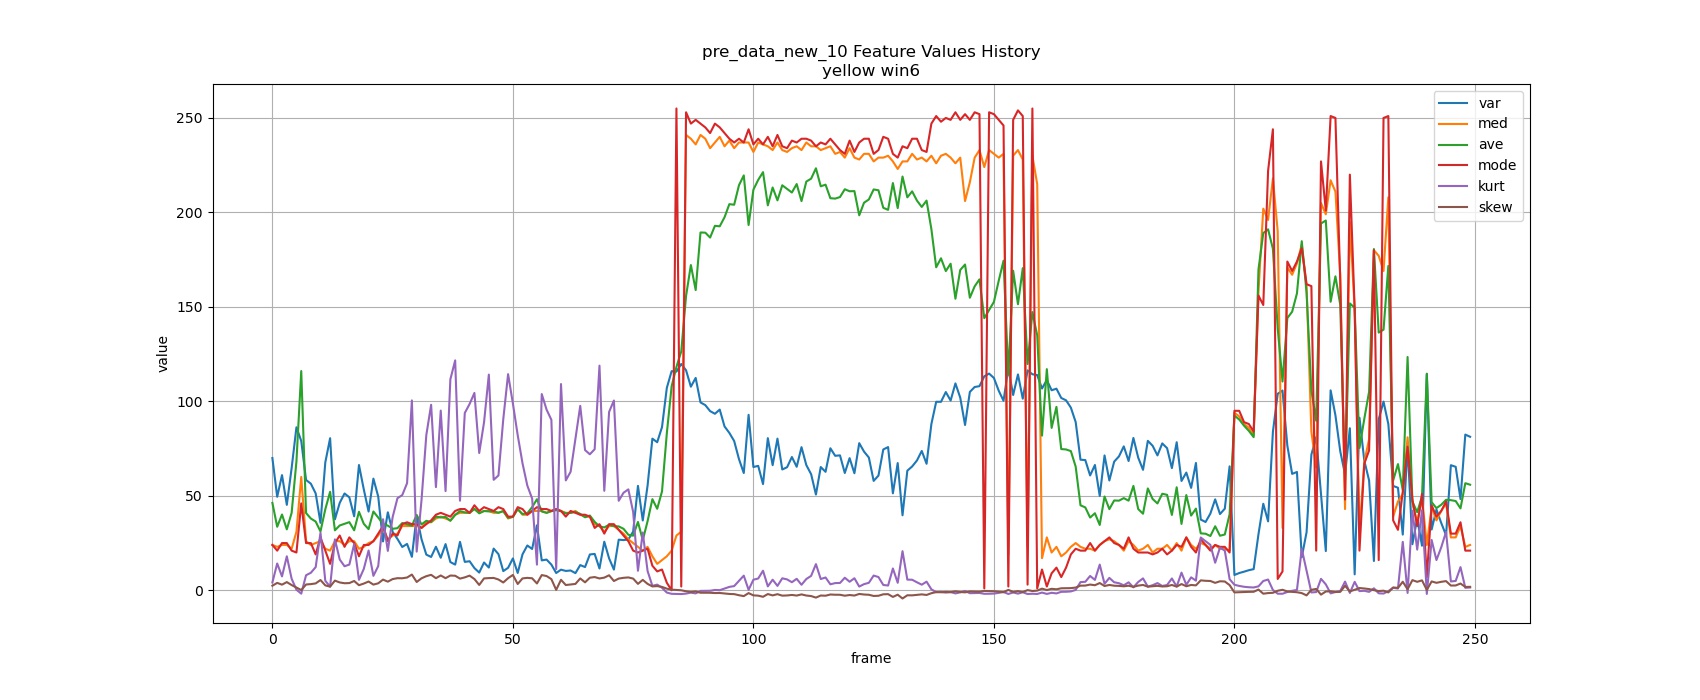 pre_data_new_10 Feature Values History
yellow win6
value
250
200
150
100
50
0
0
50
100
150
200
250
frame
var
med
ave
mode
kurt
skew